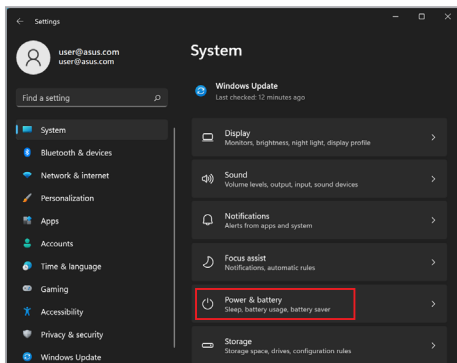 Settings
user@asus.com
user@asus.com
Find a setting
System
Bluetooth & devices
Network & internet
Personalization
Apps
Accounts
Time & language
Gaming
Accessibility
Privacy & security
Windows Update
System
Windows Update
Last checked: 12 minutes ago
Display
Monitors, brightness, night light, display profile
Sound
Volume levels, output, input, sound devices
Notifications
Alerts from apps and system
Focus assist
Notifications, automatic rules
Power & battery
Sleep, battery usage, battery saver
Storage
Storage space, drives, configuration rules